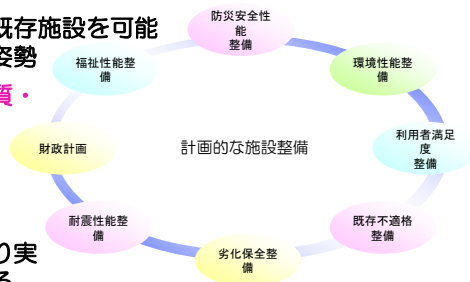 既存施設を可能
姿勢
質・
防災安全性
能
整備
福祉性能整
備
環境性能整
備
財政計画
計画的な施設整備
利用者満足
度
整備
耐震性能整
備
既存不適格
整備
劣化保全整
備
り実
る